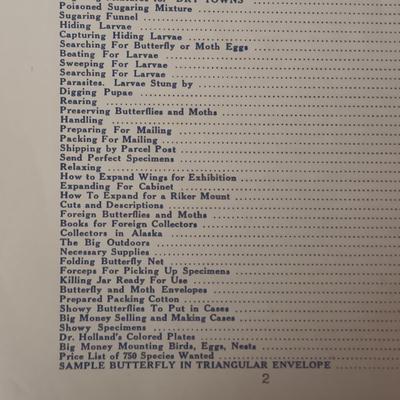 "DRY TOWNS"
Poisoned Sugaring Mixture
Sugaring Funnel
Hiding Larvae
Capturing Hiding Larvae
Searching For Butterfly or Moth Eggs
Beating For Larvae
Sweeping For Larvae
Searching For Larvae
Parasites. Larvae Stung by
Digging Pupae
Rearing
Preserving Butterflies and Moths
Handling
Preparing For Mailing
Packing For Mailing
Shipping by Parcel Post
Send Perfect Specimens
Relaxing
How to Expand Wings for Exhibition
Expanding For Cabinet
How To Expand for a Riker Mount
Cuts and Descriptions
Foreign Butterflies and Moths
Books for Foreign Collectors
Collectors in Alaska
The Big Outdoors
Necessary Supplies
Folding Butterfly Net
Forceps For Picking Up Specimens
Killing Jar Ready For Use
Butterfly and Moth Envelopes
Prepared Packing Cotton
Showy Butterflies To Put in Cases
Big Money Selling and Making Cases
Showy Specimens
Dr. Holland's Colored Plates
Big Money Mounting Birds, Eggs, Nests
Price List of 750 Species Wanted
SAMPLE BUTTERFLY IN TRIANGULAR ENVELOPE
2